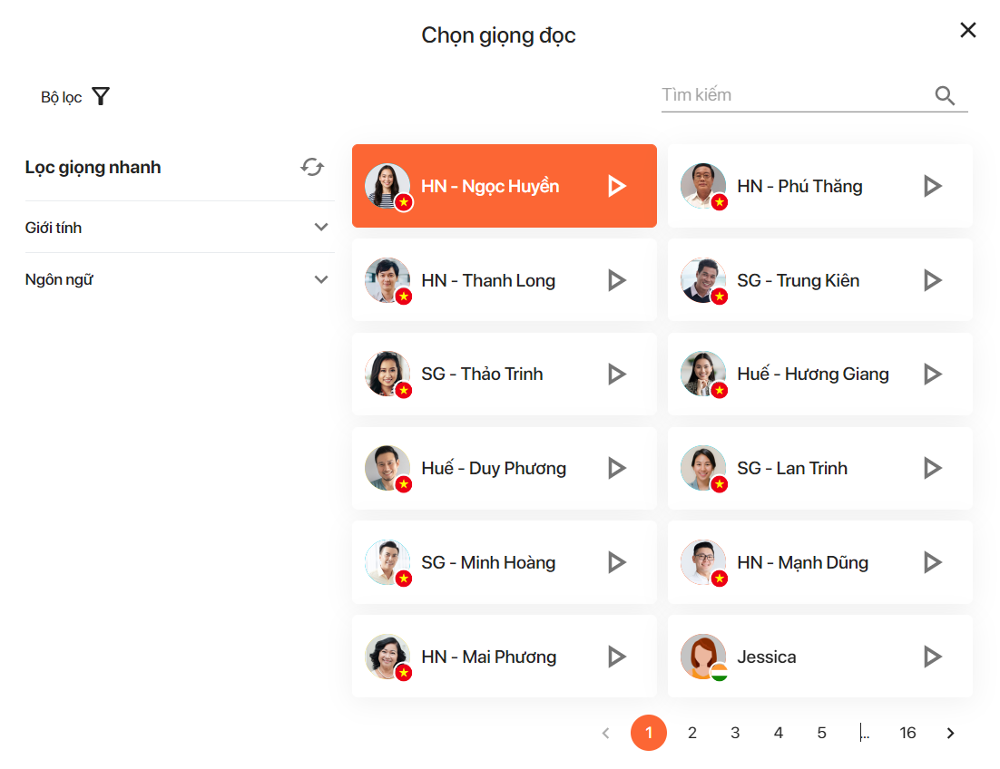 Chọn giọng đọc
Bộ lọc
Tìm kiếm
Lọc giọng nhanh
Giới tính
Ngôn ngữ
HN - Ngọc Huyền
HN - Phú Thăng
HN - Thanh Long
SG - Trung Kiên
SG - Thảo Trinh
Huế - Hương Giang
Huế - Duy Phương
SG - Lan Trinh
SG - Minh Hoàng
HN - Mạnh Dũng
HN - Mai Phương
Jessica
1 2 3 4 5 ... 16